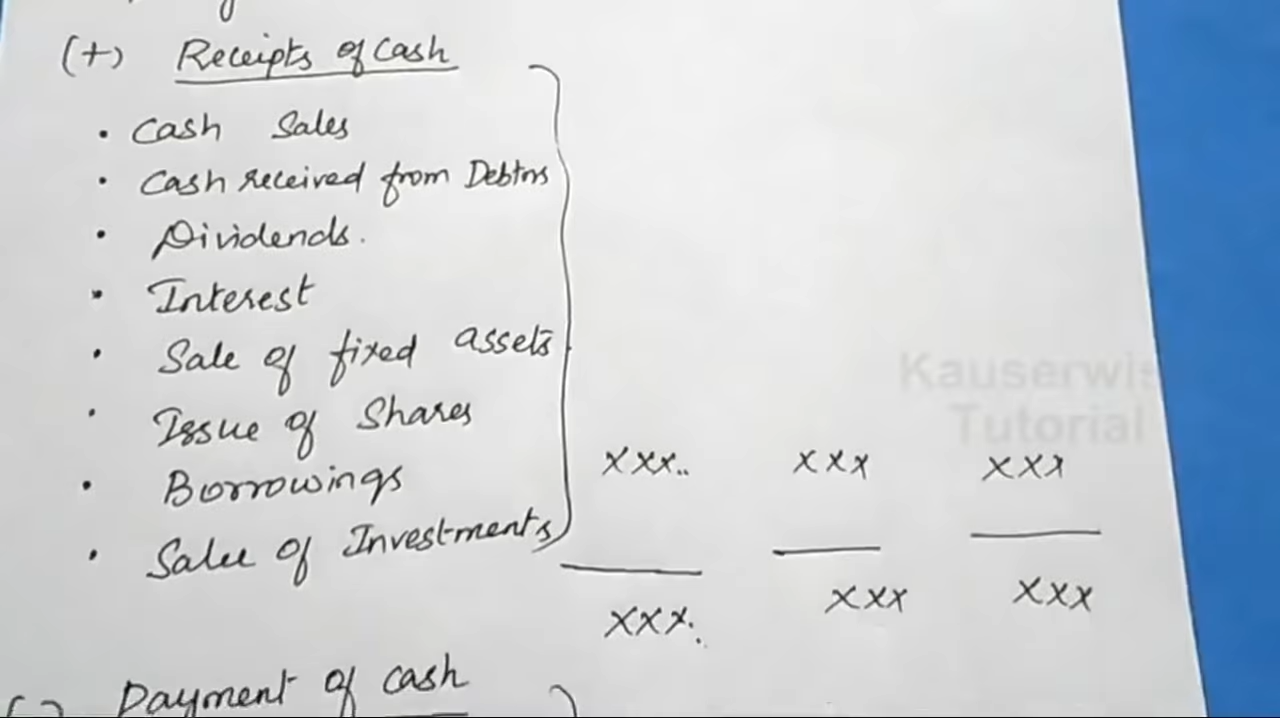 (+) Receipts of Cash
• Cash Sales
• Cash received from Debtors
• Dividends.
• Interest
• Sale of fixed assets
• Issue of Shares
• Borrowings
• Sale of Investments
xxx.. xxx xxx
xxx. xxx xxx
Payment of cash
Kauserwis
Tutorial